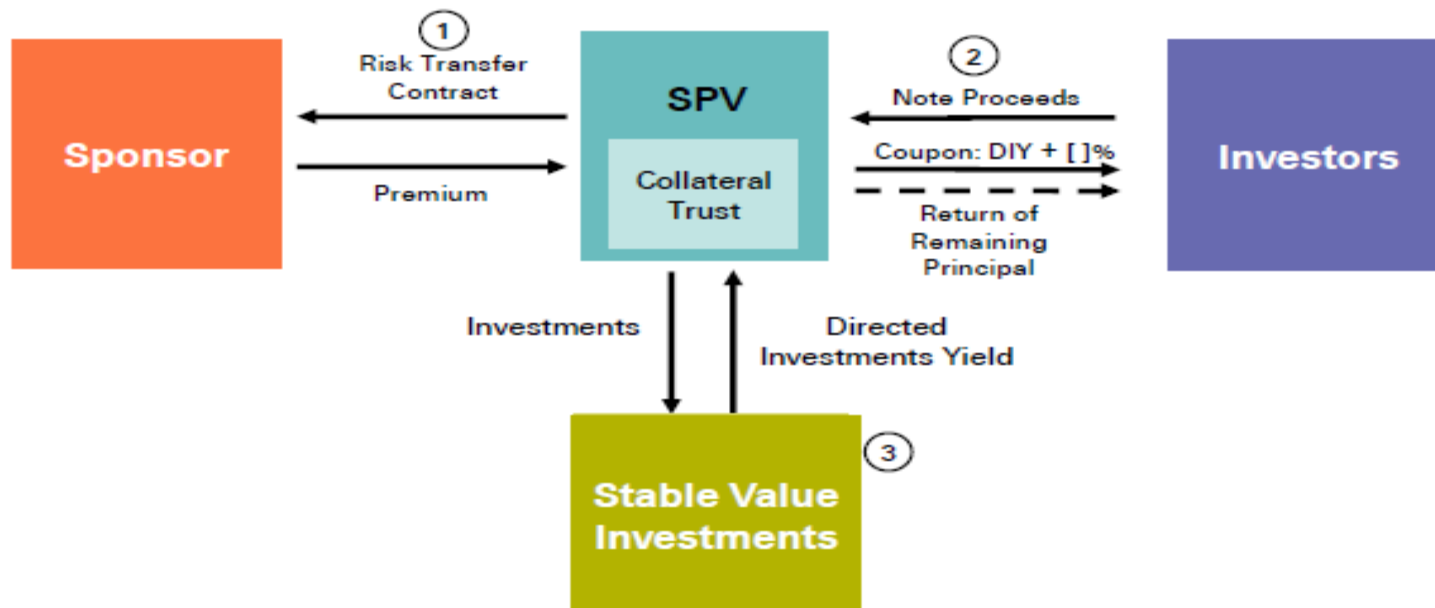 1
Risk Transfer
Contract
Sponsor
Premium
SPV
Collateral
Trust
2
Note Proceeds
Coupon: DIY + [ ]%
Return of
Remaining
Principal
Investors
Investments
Directed
Investments Yield
3
Stable Value
Investments